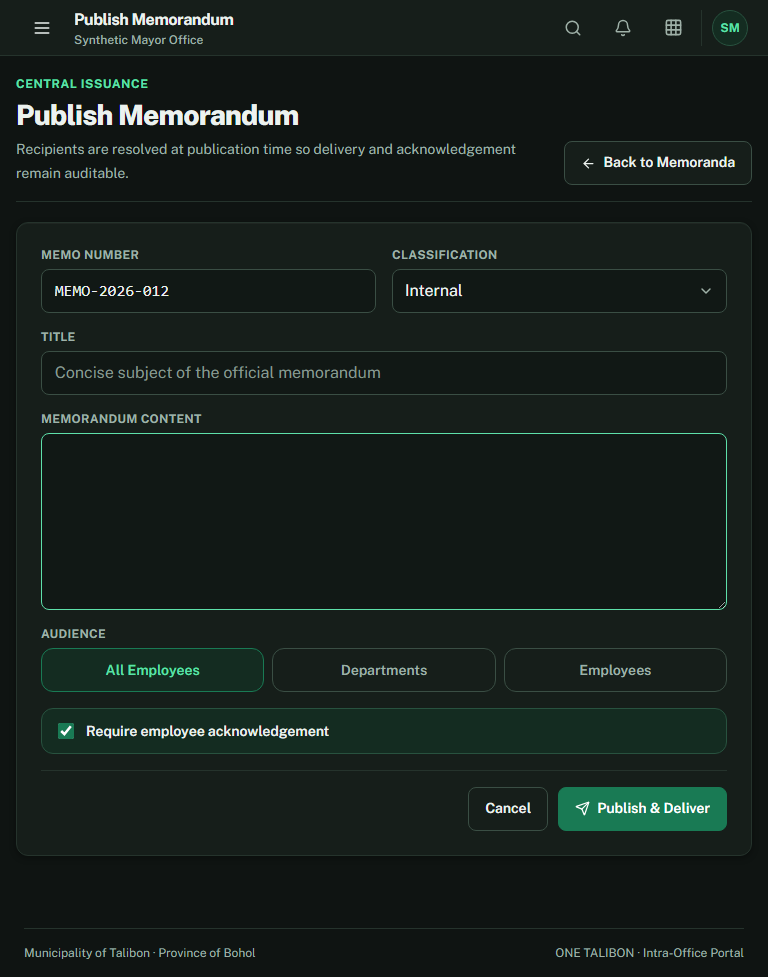 Publish Memorandum
Synthetic Mayor Office
SM
CENTRAL ISSUANCE
Publish Memorandum
Recipients are resolved at publication time so delivery and acknowledgement
remain auditable.
Back to Memoranda
MEMO NUMBER
CLASSIFICATION
MEMO-2026-012
Internal
TITLE
Concise subject of the official memorandum
MEMORANDUM CONTENT
AUDIENCE
All Employees
Departments
Employees
Require employee acknowledgement
Cancel
Publish & Deliver
Municipality of Talibon · Province of Bohol
ONE TALIBON · Intra-Office Portal